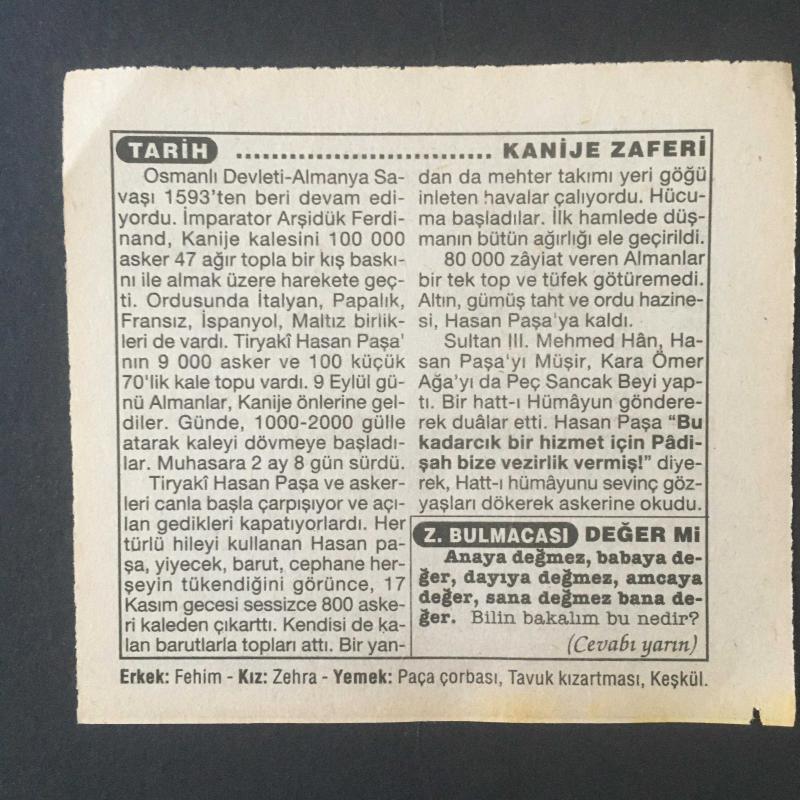 TARİH ............................ KANİJE ZAFERİ
Osmanlı Devleti-Almanya Sa-
vaşı 1593'ten beri devam edi-
yordu. İmparator Arşidük Ferdi-
nand, Kanije kalesini 100 000
asker 47 ağır topla bir kış baskı-
nı ile almak üzere harekete geç-
ti. Ordusunda İtalyan, Papalık,
Fransız, İspanyol, Maltız birlik-
leri de vardı. Tiryakî Hasan Paşa'
nın 9 000 asker ve 100 küçük
70'lik kale topu vardı. 9 Eylül gü-
nü Almanlar, Kanije önlerine gel-
diler. Günde, 1000-2000 gülle
atarak kaleyi dövmeye başladı-
lar. Muhasara 2 ay 8 gün sürdü.
Tiryakî Hasan Paşa ve asker-
leri canla başla çarpışıyor ve açı-
lan gedikleri kapatıyorlardı. Her
türlü hileyi kullanan Hasan pa-
şa, yiyecek, barut, cephane her-
şeyin tükendiğini görünce, 17
Kasım gecesi sessizce 800 aske-
ri kaleden çıkarttı. Kendisi de ka-
lan barutlarla topları attı. Bir yan-
dan da mehter takımı yeri göğü
inleten havalar çalıyordu. Hücu-
ma başladılar. İlk hamlede düş-
manın bütün ağırlığı ele geçirildi.
80 000 zâyiat veren Almanlar
bir tek top ve tüfek götüremedi.
Altın, gümüş taht ve ordu hazine-
si, Hasan Paşa'ya kaldı.
Sultan III. Mehmed Hân, Ha-
san Paşa'yı Müşir, Kara Ömer
Ağa'yı da Peç Sancak Beyi yap-
tı. Bir hatt-ı Hümâyun göndere-
rek duâlar etti. Hasan Paşa "Bu
kadarcık bir hizmet için Pâdi-
şah bize vezirlik vermiş!" diye-
rek, Hatt-ı hümâyunu sevinç göz-
yaşları dökerek askerine okudu.
Z. BULMACASI DEĞER Mİ
Anaya değmez, babaya de-
ğer, dayıya değmez, amcaya
değer, sana değmez bana de-
ğer. Bilin bakalım bu nedir?
(Cevabı yarın)
Erkek: Fehim - Kız: Zehra - Yemek: Paça çorbası, Tavuk kızartması, Keşkül.